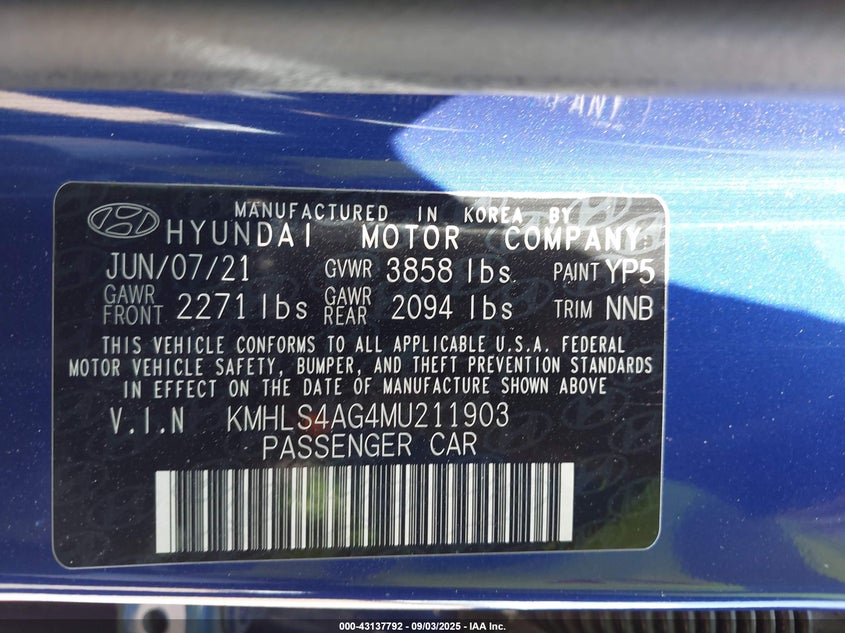 MANUFACTURED IN KOREA BY
HYUNDAI MOTOR COMPANY
JUN/07/21 GVWR 3858 lbs. PAINT YP5
GAWR FRONT 2271 lbs GAWR REAR 2094 lbs TRIM NNB
THIS VEHICLE CONFORMS TO ALL APPLICABLE U.S.A. FEDERAL
MOTOR VEHICLE SAFETY, BUMPER, AND THEFT PREVENTION STANDARDS
IN EFFECT ON THE DATE OF MANUFACTURE SHOWN ABOVE
V.I.N KMHLS4AG4MU211903
PASSENGER CAR
000-43137792 - 09/03/2025 - IAA Inc.